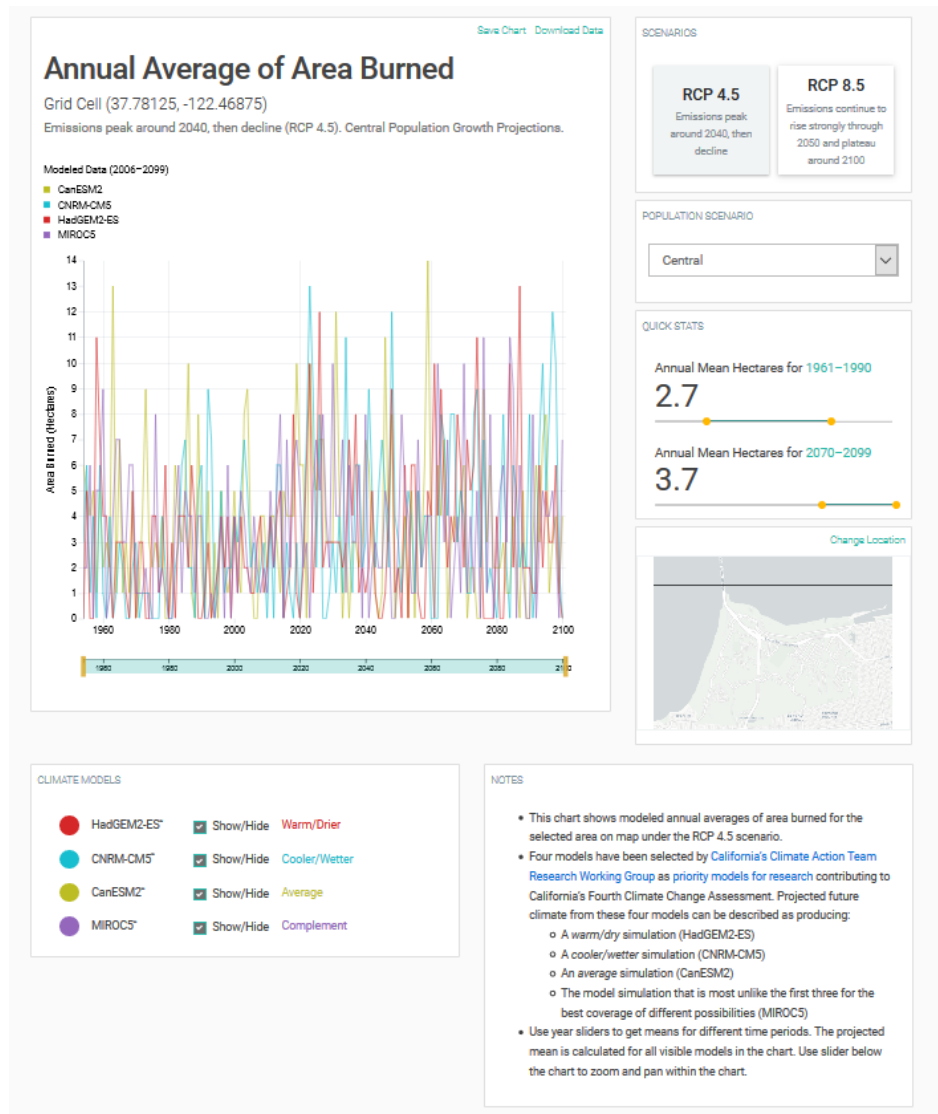 Save Chart Download Data
Annual Average of Area Burned
Grid Cell (37.78125, -122.46875)
Emissions peak around 2040, then decline (RCP 4.5). Central Population Growth Projections.
Modeled Data (2006–2099)
CanESM2
CNRM-CM5
HadGEM2-ES
MIROC5
14
13
12
11
10
9
8
7
6
5
4
3
2
1
0
Area Burned (Hectares)
1960 1980 2000 2020 2040 2060 2080 2100
1960 1980 2000 2020 2040 2060 2080
SCENARIOS
RCP 4.5
Emissions peak
around 2040, then
decline
RCP 8.5
Emissions continue to
rise strongly through
2050 and plateau
around 2100
POPULATION SCENARIO
Central
QUICK STATS
Annual Mean Hectares for 1961–1990
2.7
Annual Mean Hectares for 2070–2099
3.7
Change Location
CLIMATE MODELS
HadGEM2-ES* Show/Hide Warm/Drier
CNRM-CM5* Show/Hide Cooler/Wetter
CanESM2* Show/Hide Average
MIROC5* Show/Hide Complement
NOTES
• This chart shows modeled annual averages of area burned for the
selected area on map under the RCP 4.5 scenario.
• Four models have been selected by California's Climate Action Team
Research Working Group as priority models for research contributing to
California's Fourth Climate Change Assessment. Projected future
climate from these four models can be described as producing:
o A warm/dry simulation (HadGEM2-ES)
o A cooler/wetter simulation (CNRM-CM5)
o An average simulation (CanESM2)
o The model simulation that is most unlike the first three for the
best coverage of different possibilities (MIROC5)
• Use year sliders to get means for different time periods. The projected
mean is calculated for all visible models in the chart. Use slider below
the chart to zoom and pan within the chart.